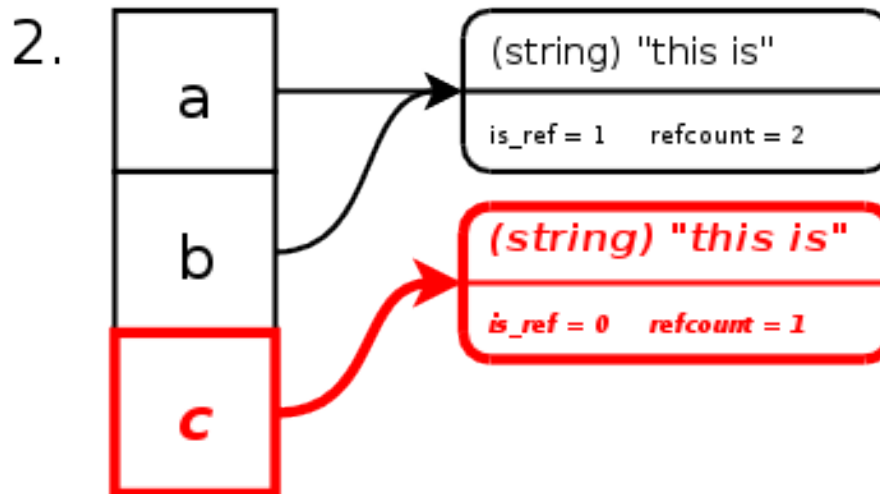 2.
a
b
c
(string) "this is"
is_ref = 1 refcount = 2
(string) "this is"
is_ref = 0 refcount = 1